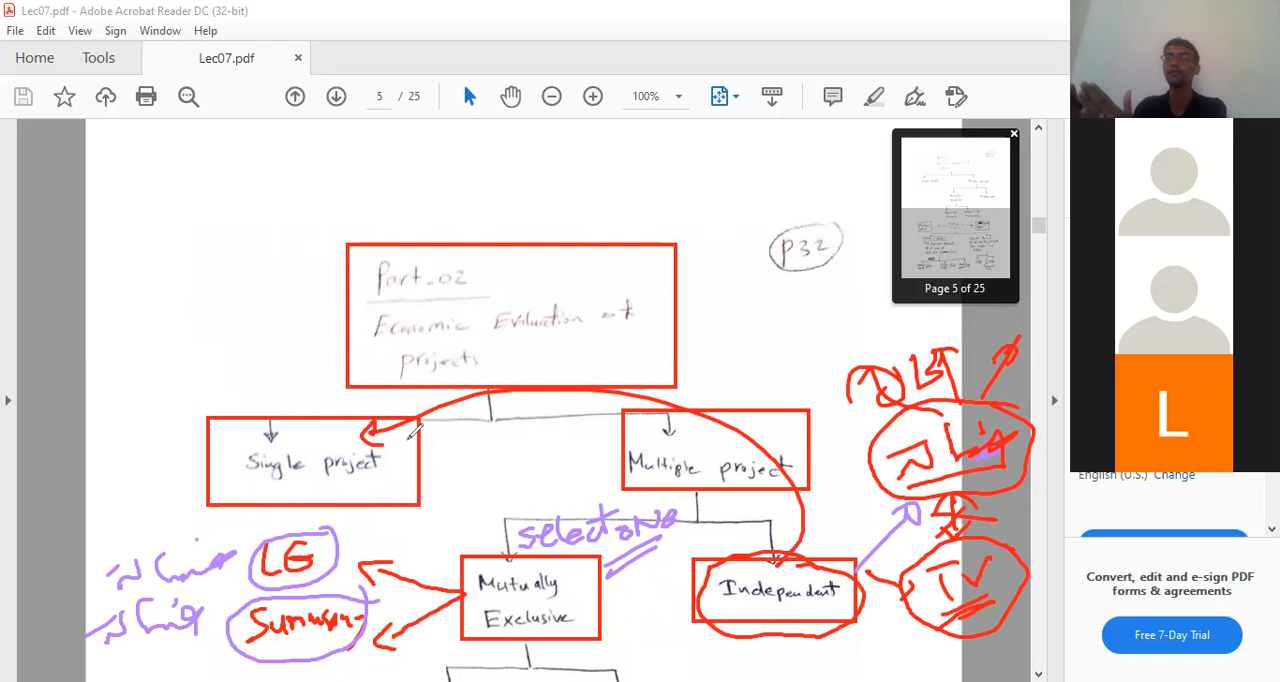 Lec07.pdf - Adobe Acrobat Reader DC (32-bit)
File Edit View Sign Window Help
Home Tools Lec07.pdf ×
5 / 25 100%
P32
Part-02
Economic Evaluation of
projects
Single project
Multiple project
select one
Mutually
Exclusive
Independent
LG
TV
Page 5 of 25
L
English (U.S.) Change
Convert, edit and e-sign PDF
forms & agreements
Free 7-Day Trial